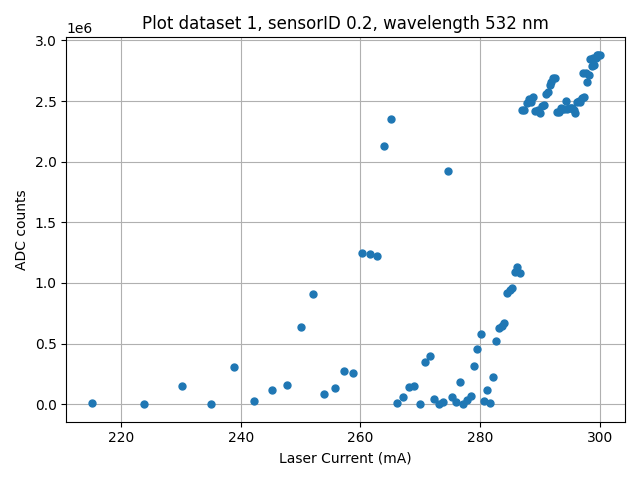 Plot dataset 1, sensorID 0.2, wavelength 532 nm
1e6
3.0
2.5
2.0
1.5
1.0
0.5
0.0
ADC counts
220 240 260 280 300
Laser Current (mA)